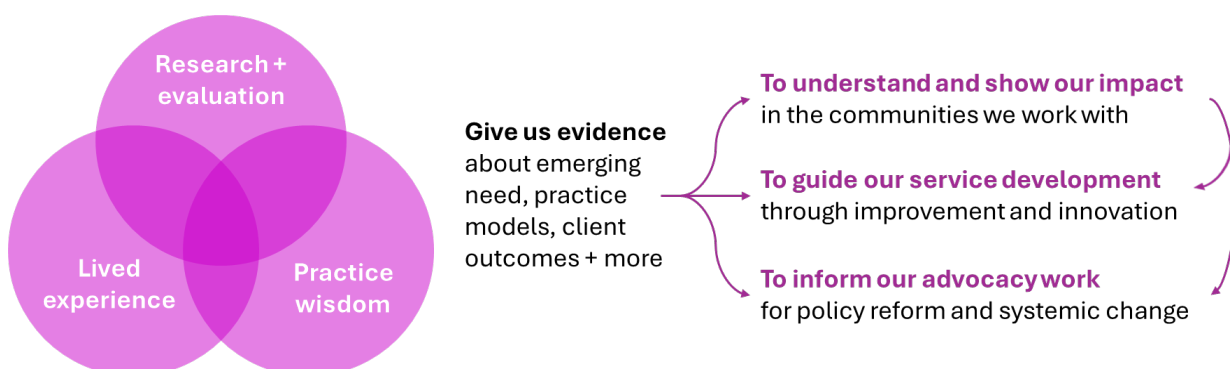 Research +
evaluation
Lived
experience
Practice
wisdom
Give us evidence
about emerging
need, practice
models, client
outcomes + more
To understand and show our impact
in the communities we work with
To guide our service development
through improvement and innovation
To inform our advocacy work
for policy reform and systemic change